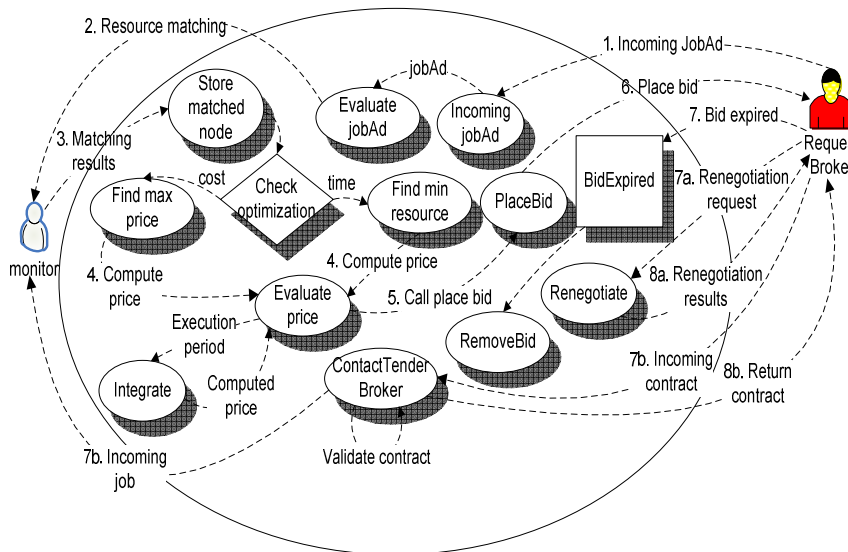 2. Resource matching
1. Incoming JobAd
jobAd
Store
matched
node
Evaluate
jobAd
Incoming
jobAd
6. Place bid
7. Bid expired
3. Matching
results
Reque
Broke
cost
Check
optimization
time
Find max
price
Find min
resource
PlaceBid
BidExpired
7a. Renegotiation
request
monitor
4. Compute
price
4. Compute price
8a. Renegotiation
results
Evaluate
price
5. Call place bid
Renegotiate
Execution
period
RemoveBid
Integrate
Computed
price
ContactTender
Broker
7b. Incoming
contract
8b. Return
contract
7b. Incoming
job
Validate contract